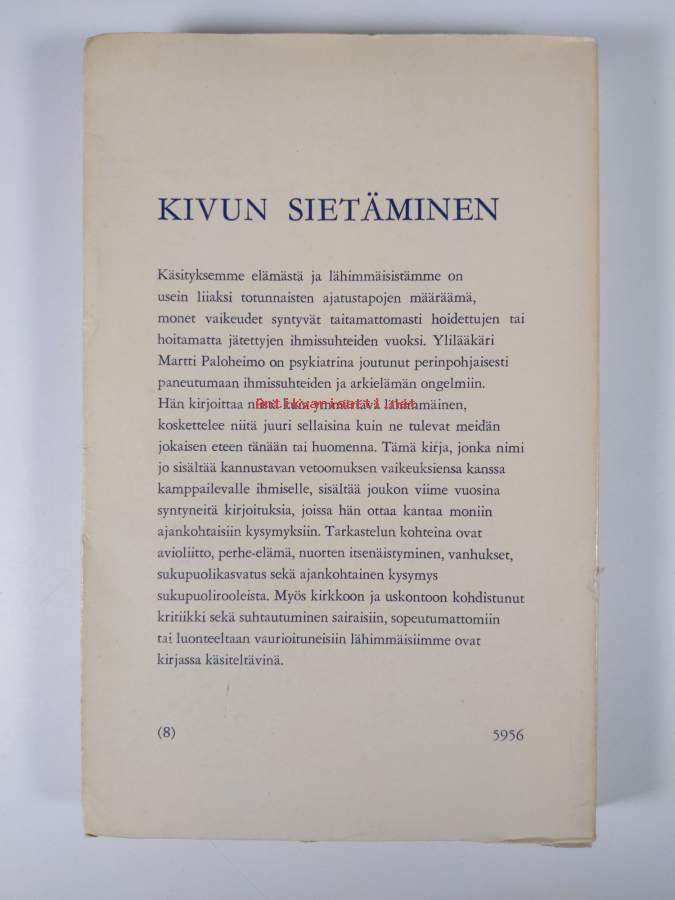 KIVUN SIETÄMINEN
Käsityksemme elämästä ja lähimmäisistämme on
usein liiaksi totunnaisten ajatustapojen määräämä,
monet vaikeudet syntyvät taitamattomasti hoidettujen tai
hoitamatta jätettyjen ihmissuhteiden vuoksi. Ylilääkäri
Martti Paloheimo on psykiatrina joutunut perinpohjaisesti
paneutumaan ihmissuhteiden ja arkielämän ongelmiin.
Hän kirjoittaa niistä kuin ymmärtävä lähimmäinen,
koskettelee niitä juuri sellaisina kuin ne tulevat meidän
jokaisen eteen tänään tai huomenna. Tämä kirja, jonka nimi
jo sisältää kannustavan vetoomuksen vaikeuksiensa kanssa
kamppailevalle ihmiselle, sisältää joukon viime vuosina
syntyneitä kirjoituksia, joissa hän ottaa kantaa moniin
ajankohtaisiin kysymyksiin. Tarkastelun kohteina ovat
avioliitto, perhe-elämä, nuorten itsenäistyminen, vanhukset,
sukupuolikasvatus sekä ajankohtainen kysymys
sukupuolirooleista. Myös kirkkoon ja uskontoon kohdistunut
kritiikki sekä suhtautuminen sairaisiin, sopeutumattomiin
tai luonteeltaan vaurioituneisiin lähimmäisiimme ovat
kirjassa käsiteltävinä.
(8) 5956